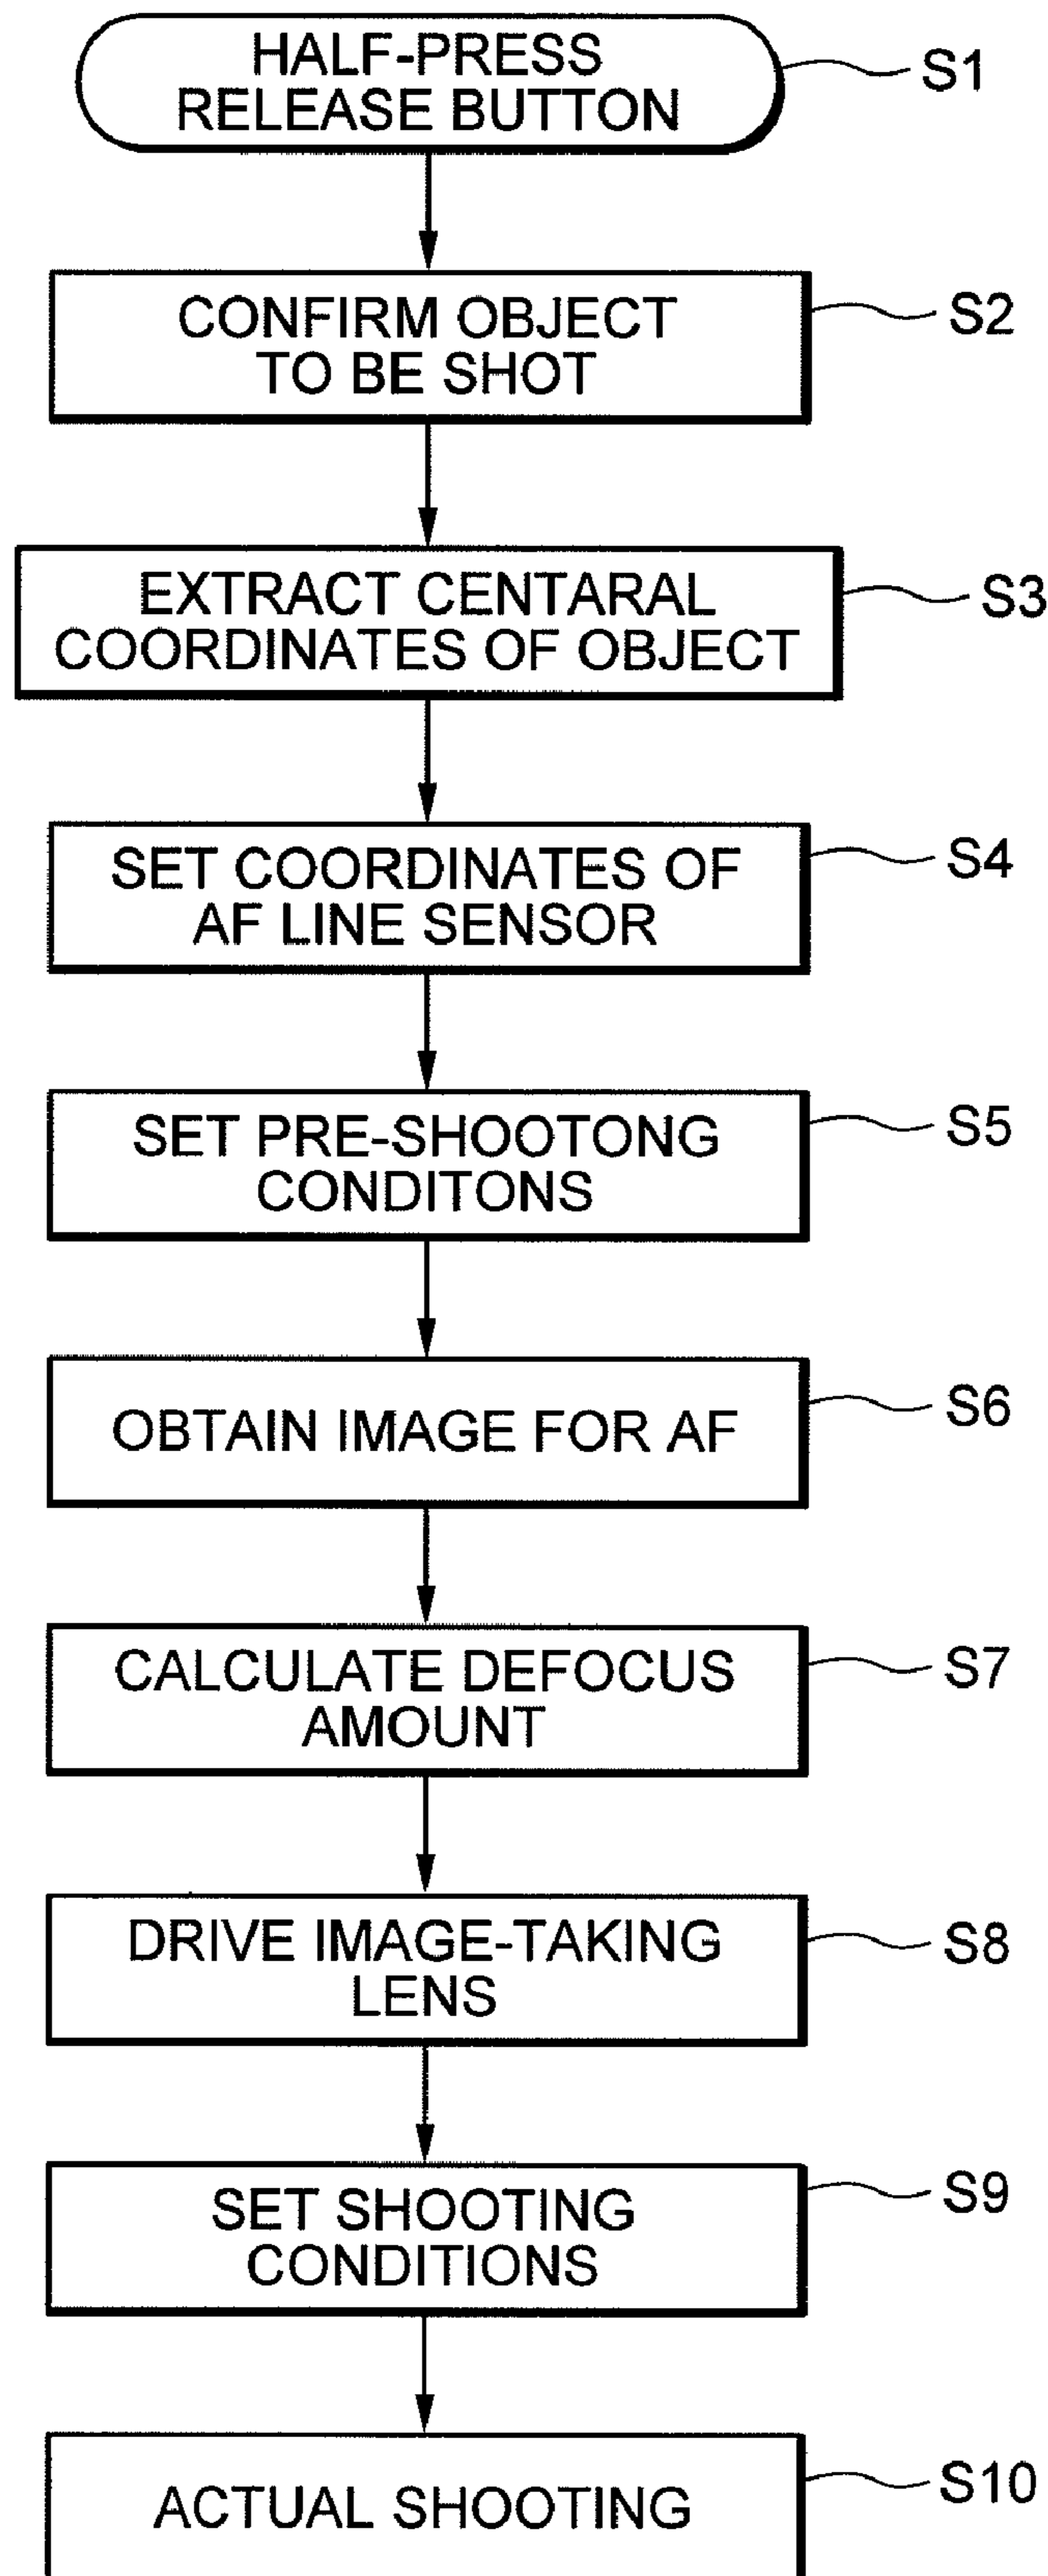 HALF-PRESS
RELEASE BUTTON
S1
CONFIRM OBJECT
TO BE SHOT
S2
EXTRACT CENTARAL
COORDINATES OF OBJECT
S3
SET COORDINATES OF
AF LINE SENSOR
S4
SET PRE-SHOOTONG
CONDITONS
S5
OBTAIN IMAGE FOR AF
S6
CALCULATE DEFOCUS
AMOUNT
S7
DRIVE IMAGE-TAKING
LENS
S8
SET SHOOTING
CONDITIONS
S9
ACTUAL SHOOTING
S10